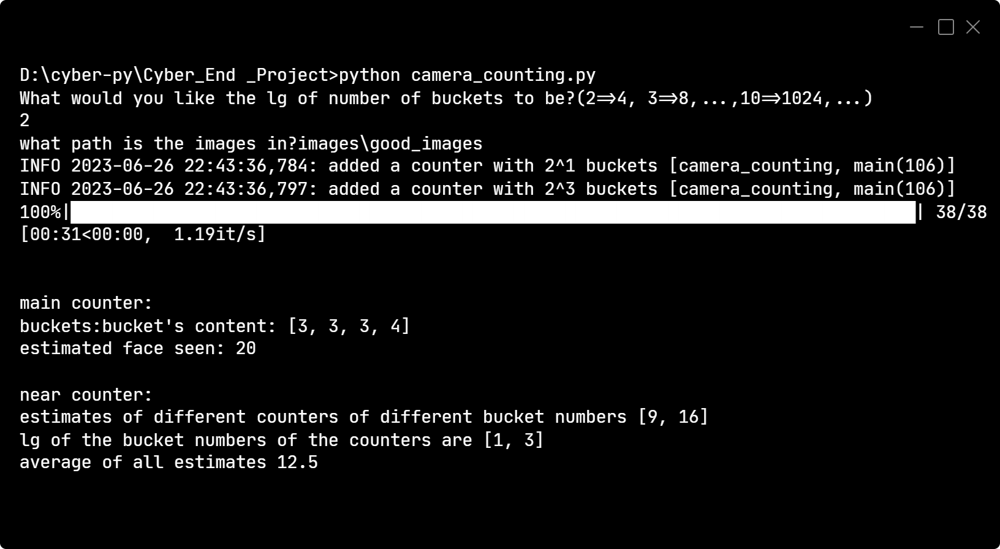 D:\cyber-py\Cyber_End _Project>python camera_counting.py
What would you like the lg of number of buckets to be?(2=>4, 3=>8,...,10=>1024,...)
2
what path is the images in?images\good_images
INFO 2023-06-26 22:43:36,784: added a counter with 2^1 buckets [camera_counting, main(106)]
INFO 2023-06-26 22:43:36,797: added a counter with 2^3 buckets [camera_counting, main(106)]
100%|██████████████████████████████████████████████████████████████████████████████████| 38/38
[00:31<00:00,  1.19it/s]
main counter:
buckets:bucket's content: [3, 3, 3, 4]
estimated face seen: 20
near counter:
estimates of different counters of different bucket numbers [9, 16]
lg of the bucket numbers of the counters are [1, 3]
average of all estimates 12.5